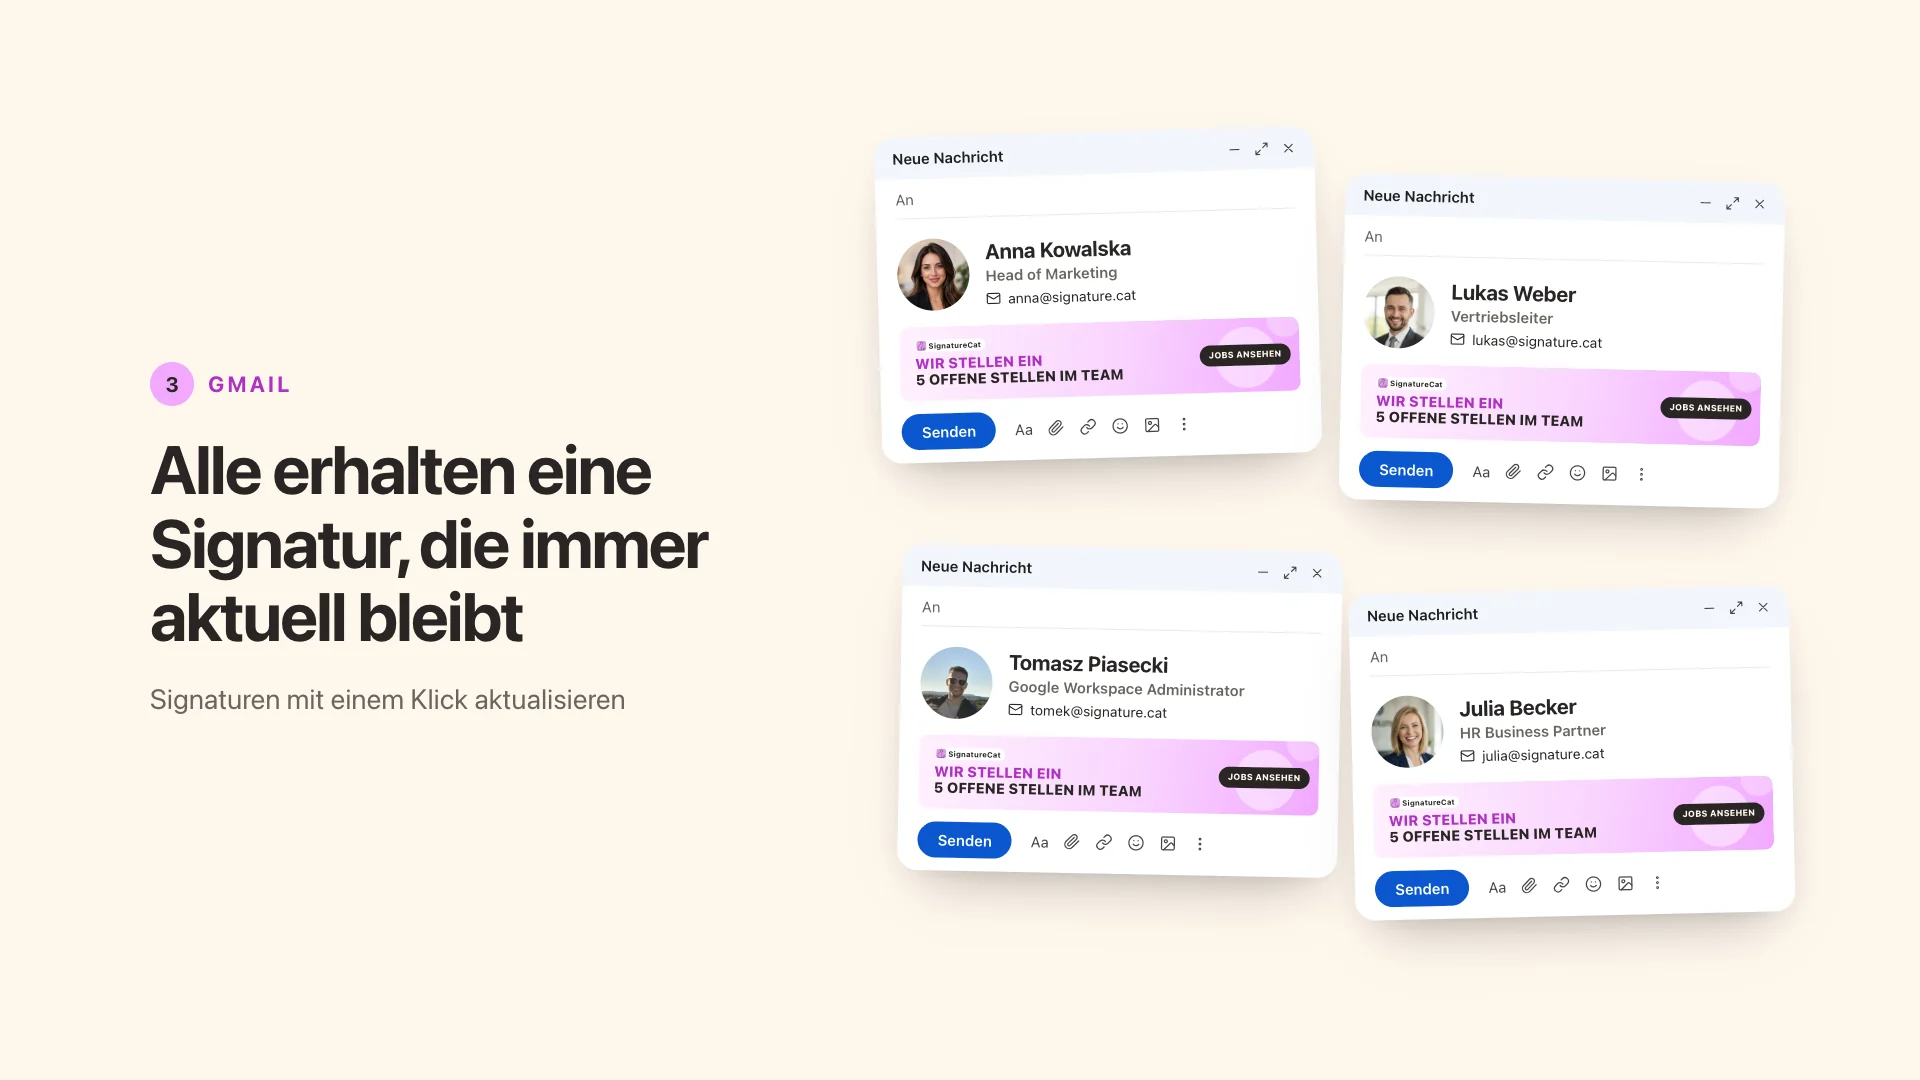 3 GMAIL
Alle erhalten eine
Signatur, die immer
aktuell bleibt
Signaturen mit einem Klick aktualisieren
Neue Nachricht
An
Anna Kowalska
Head of Marketing
anna@signature.cat
SignatureCat
WIR STELLEN EIN
5 OFFENE STELLEN IM TEAM
JOBS ANSEHEN
Senden Aa
Neue Nachricht
An
Lukas Weber
Vertriebsleiter
lukas@signature.cat
SignatureCat
WIR STELLEN EIN
5 OFFENE STELLEN IM TEAM
JOBS ANSEHEN
Senden Aa
Neue Nachricht
An
Tomasz Piasecki
Google Workspace Administrator
tomek@signature.cat
SignatureCat
WIR STELLEN EIN
5 OFFENE STELLEN IM TEAM
JOBS ANSEHEN
Senden Aa
Neue Nachricht
An
Julia Becker
HR Business Partner
julia@signature.cat
SignatureCat
WIR STELLEN EIN
5 OFFENE STELLEN IM TEAM
JOBS ANSEHEN
Senden Aa